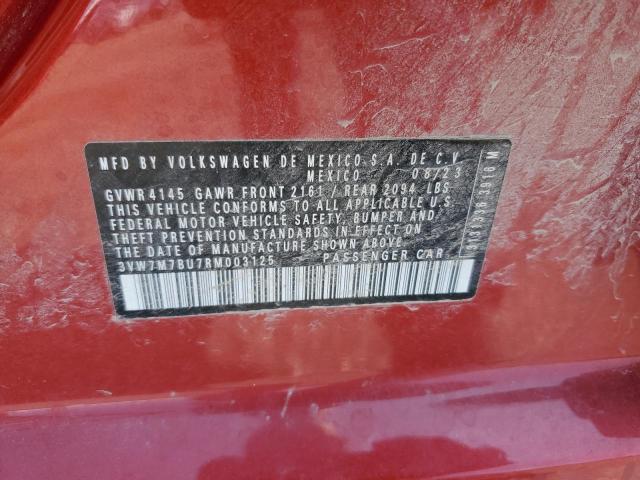 MFD BY VOLKSWAGEN DE MEXICO S.A. DE C.V
MEXICO 08/23
GVWR 4145 GAWR FRONT 2161 / REAR 2094 LBS
THIS VEHICLE CONFORMS TO ALL APPLICABLE U.S.
FEDERAL MOTOR VEHICLE SAFETY, BUMPER AND
THEFT PREVENTION STANDARDS IN EFFECT ON
THE DATE OF MANUFACTURE SHOWN ABOVE.
3VW7M7BU7RM003125 PASSENGER CAR